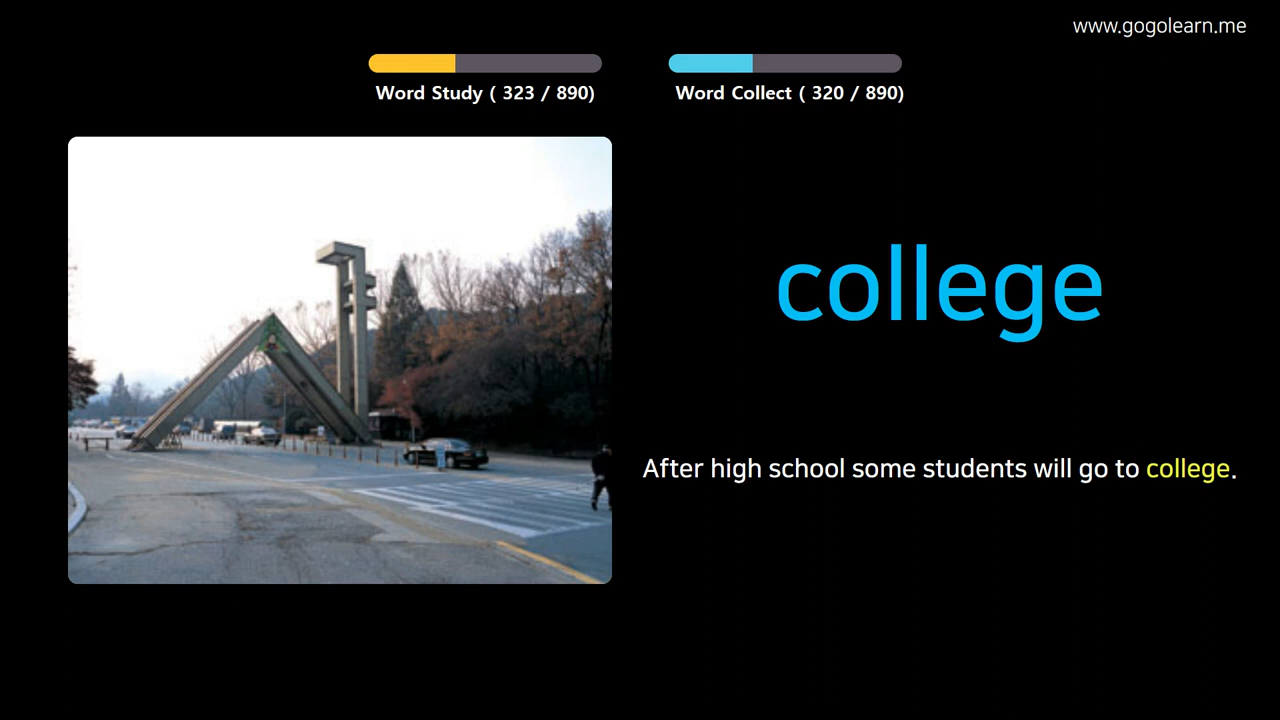 www.gogolearn.me
Word Study ( 323 / 890)
Word Collect ( 320 / 890)
college
After high school some students will go to college.